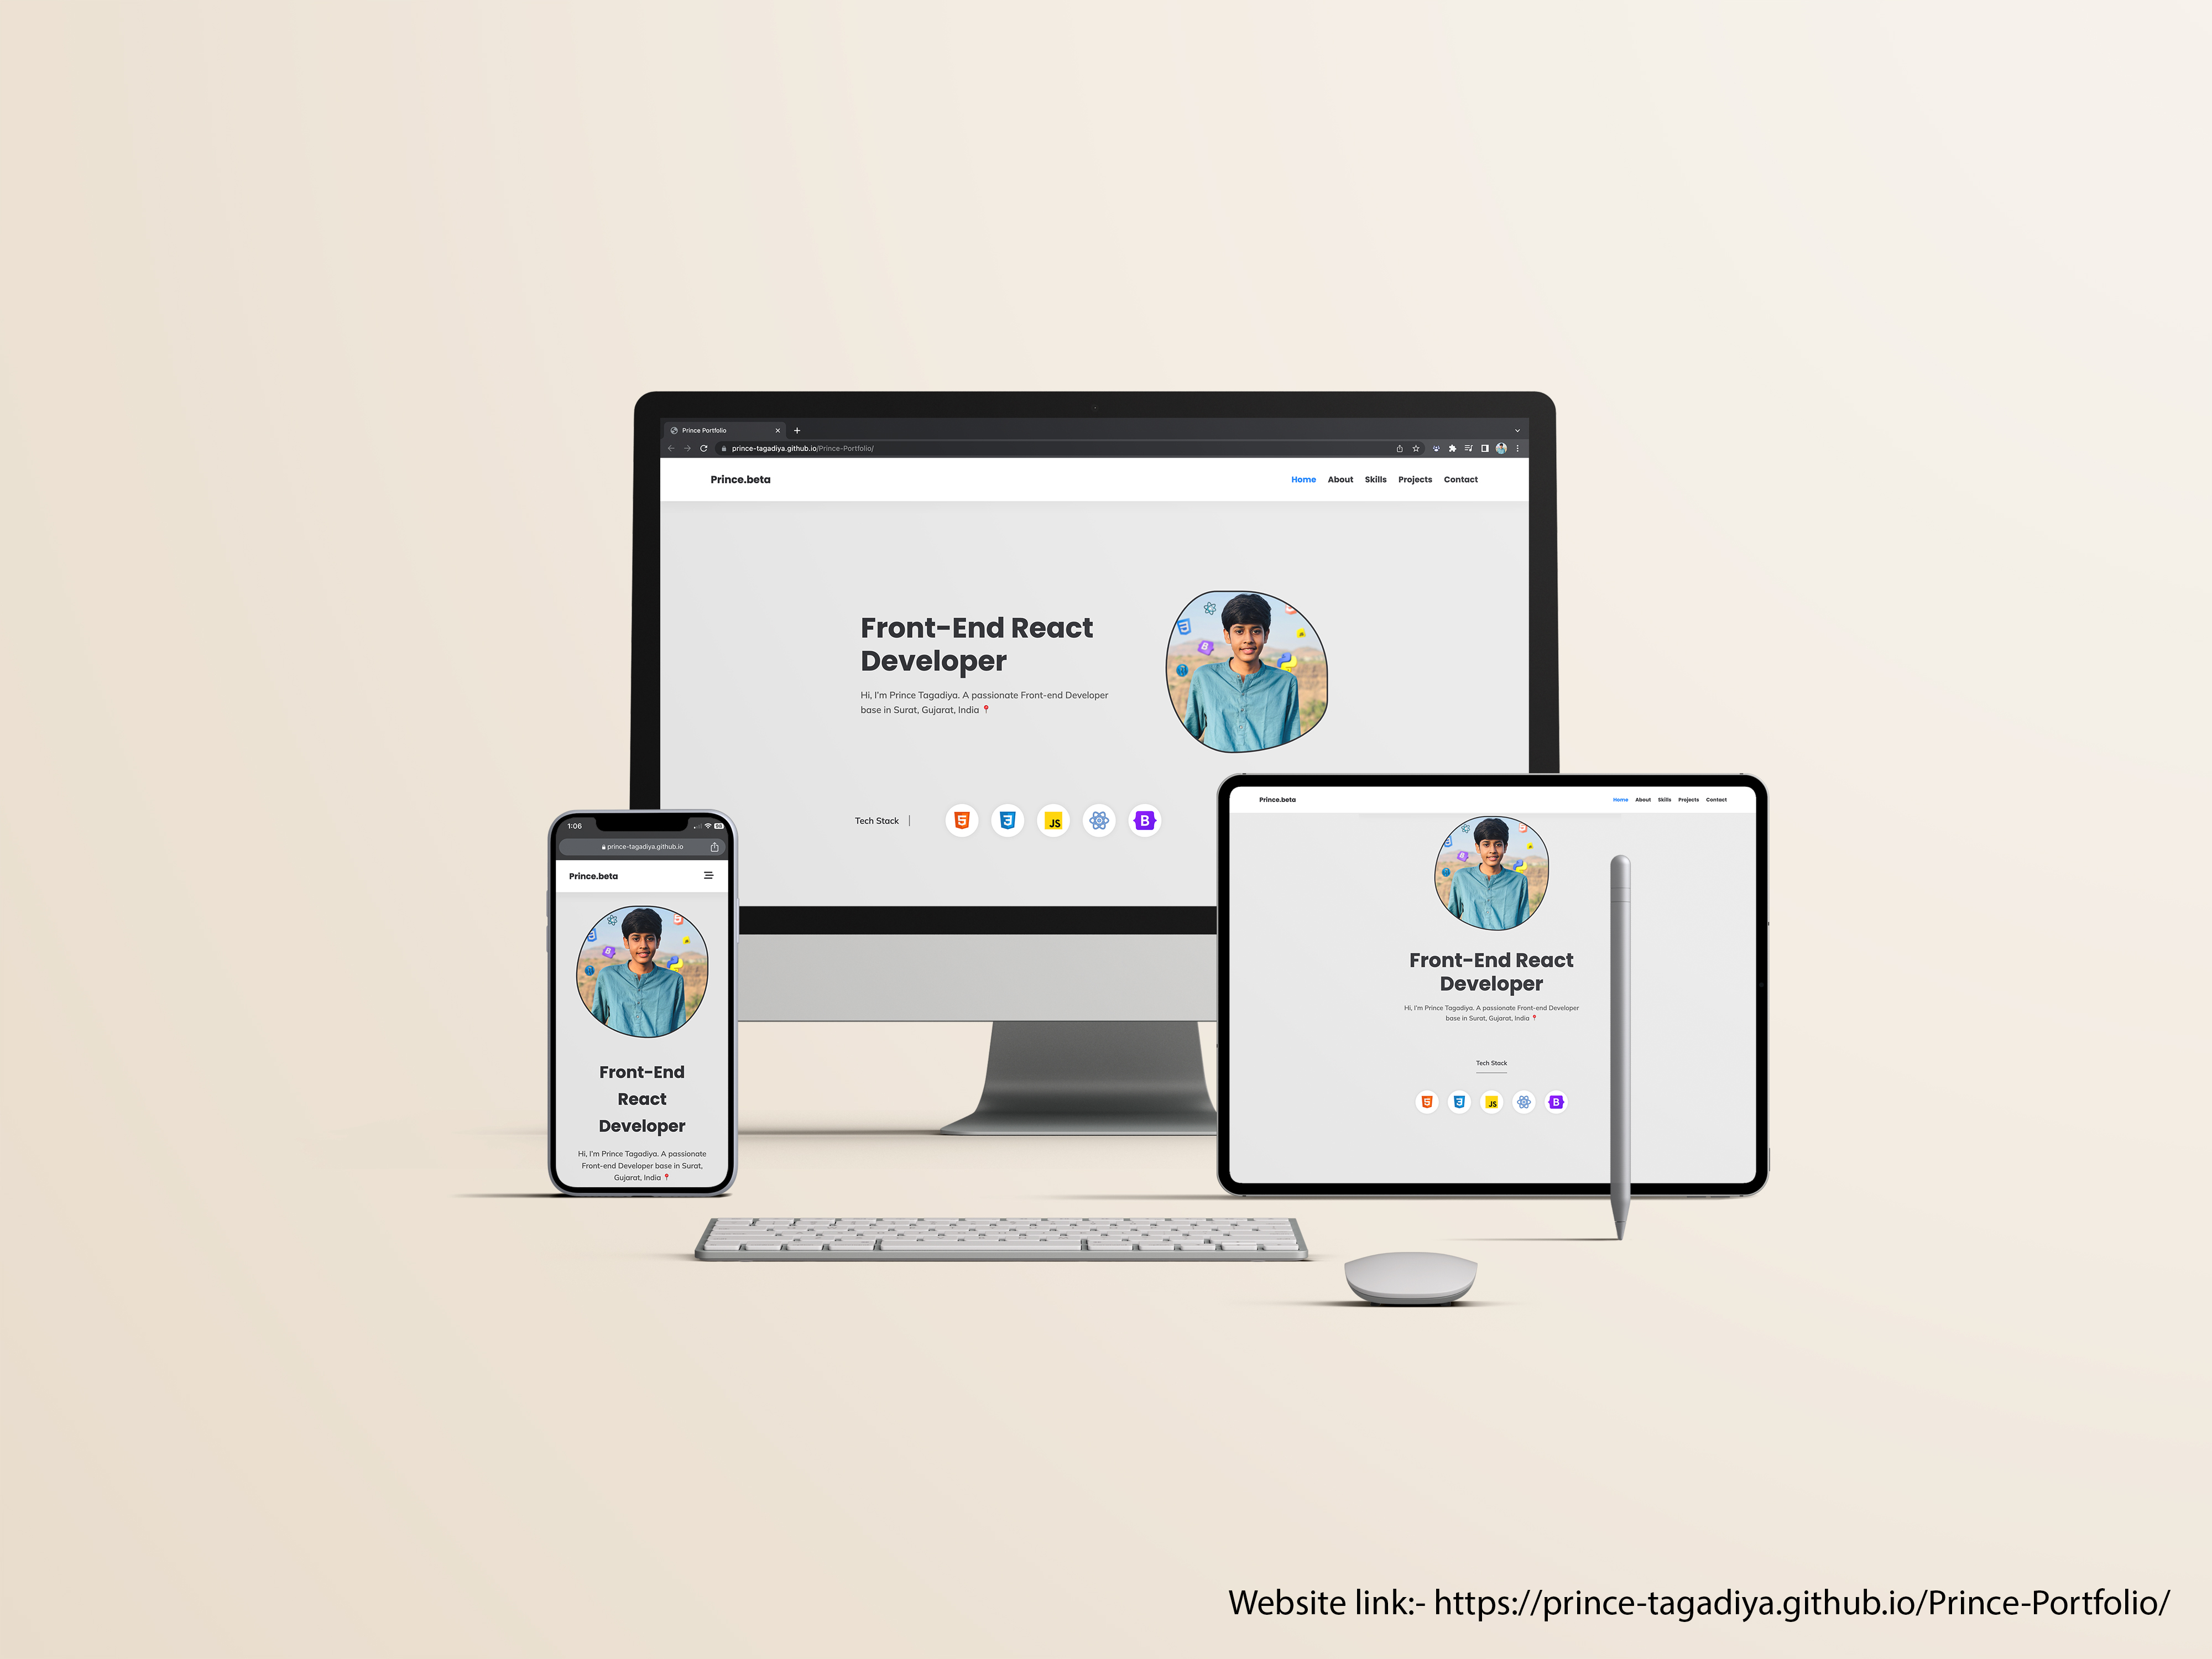 Prince Portfolio
prince-tagadiya.github.io/Prince-Portfolio/
Prince.beta
Home About Skills Projects Contact
Front-End React
Developer
Hi, I'm Prince Tagadiya. A passionate Front-end Developer
base in Surat, Gujarat, India
Tech Stack
5 3 JS B
1:06
prince-tagadiya.github.io
Prince.beta
Front-End
React
Developer
Hi, I'm Prince Tagadiya. A passionate
Front-end Developer base in Surat,
Gujarat, India
Prince.beta
Home About Skills Projects Contact
Front-End React
Developer
Hi, I'm Prince Tagadiya. A passionate Front-end Developer
base in Surat, Gujarat, India
Tech Stack
5 3 JS B
Website link:- https://prince-tagadiya.github.io/Prince-Portfolio/